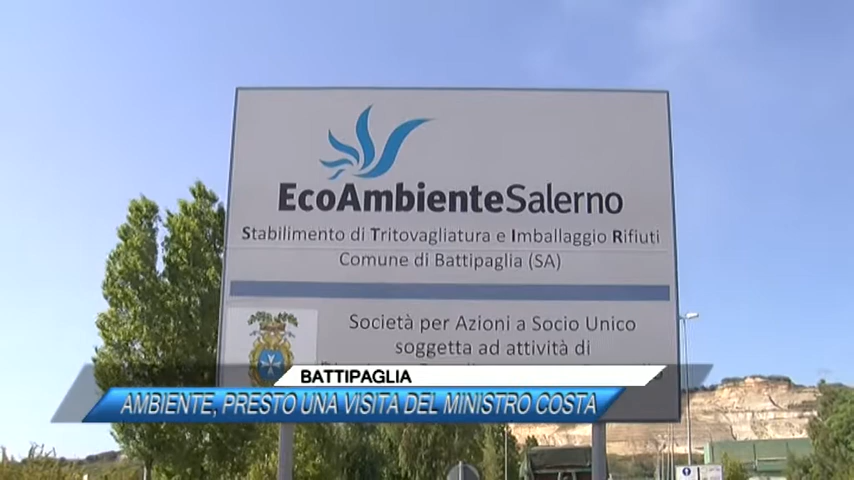 EcoAmbienteSalerno
Stabilimento di Tritovagliatura e Imballaggio Rifiuti
Comune di Battipaglia (SA)
Società per Azioni a Socio Unico
soggetta ad attività di
BATTIPAGLIA
AMBIENTE, PRESTO UNA VISITA DEL MINISTRO COSTA